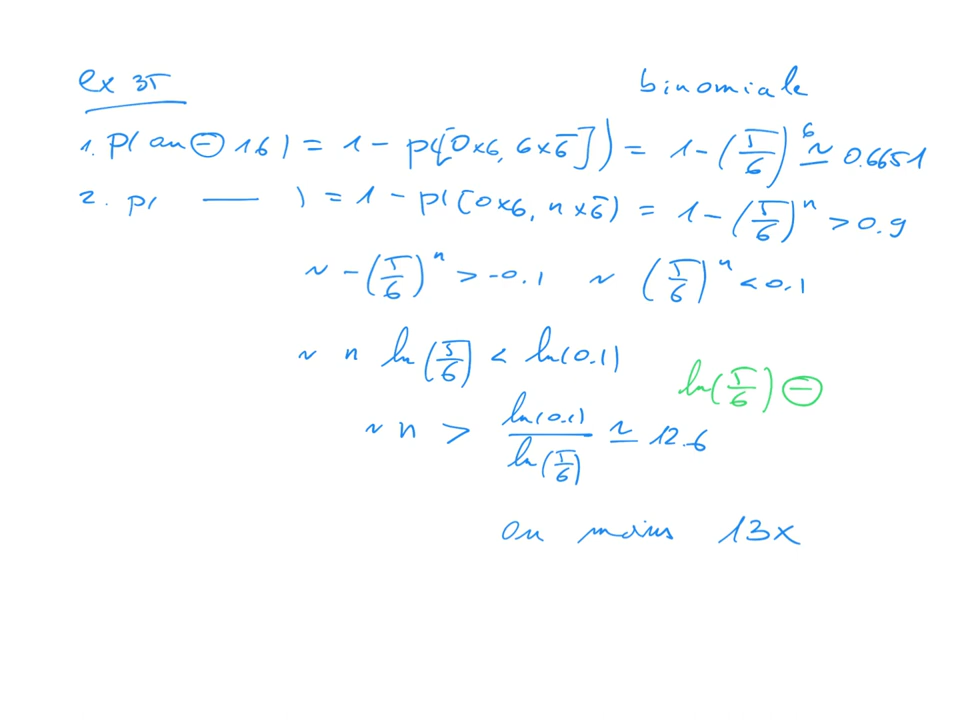 ex 35 binomiale
1. P( au ⊖ 1 6 ) = 1 - p({0×6, 6×6̅}) = 1 - (5/6)^6 ≃ 0.6651
2. p( —— ) = 1 - p((0×6, n×6̅) = 1 - (5/6)^n > 0.9
~ - (5/6)^n > -0.1 ~ (5/6)^n < 0.1
~ n ln(5/6) < ln(0.1)
ln(5/6) ⊖
~ n > ln(0.1)/ln(5/6) ≃ 12.6
au moins 13x